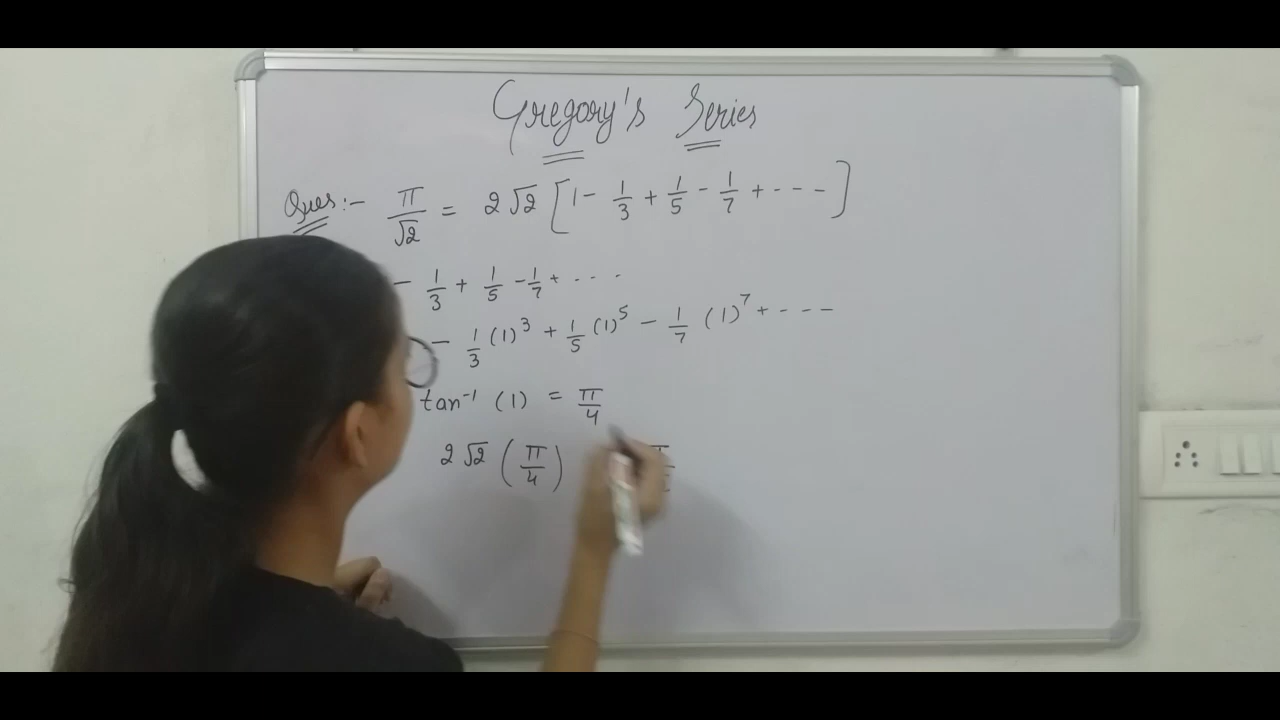 Gregory's Series
Ques:- π/√2 = 2√2 [1 - 1/3 + 1/5 - 1/7 + - - - ]
- 1/3 + 1/5 - 1/7 + - - -
- 1/3 (1)^3 + 1/5 (1)^5 - 1/7 (1)^7 + - - -
tan^-1 (1) = π/4
2√2 (π/4)